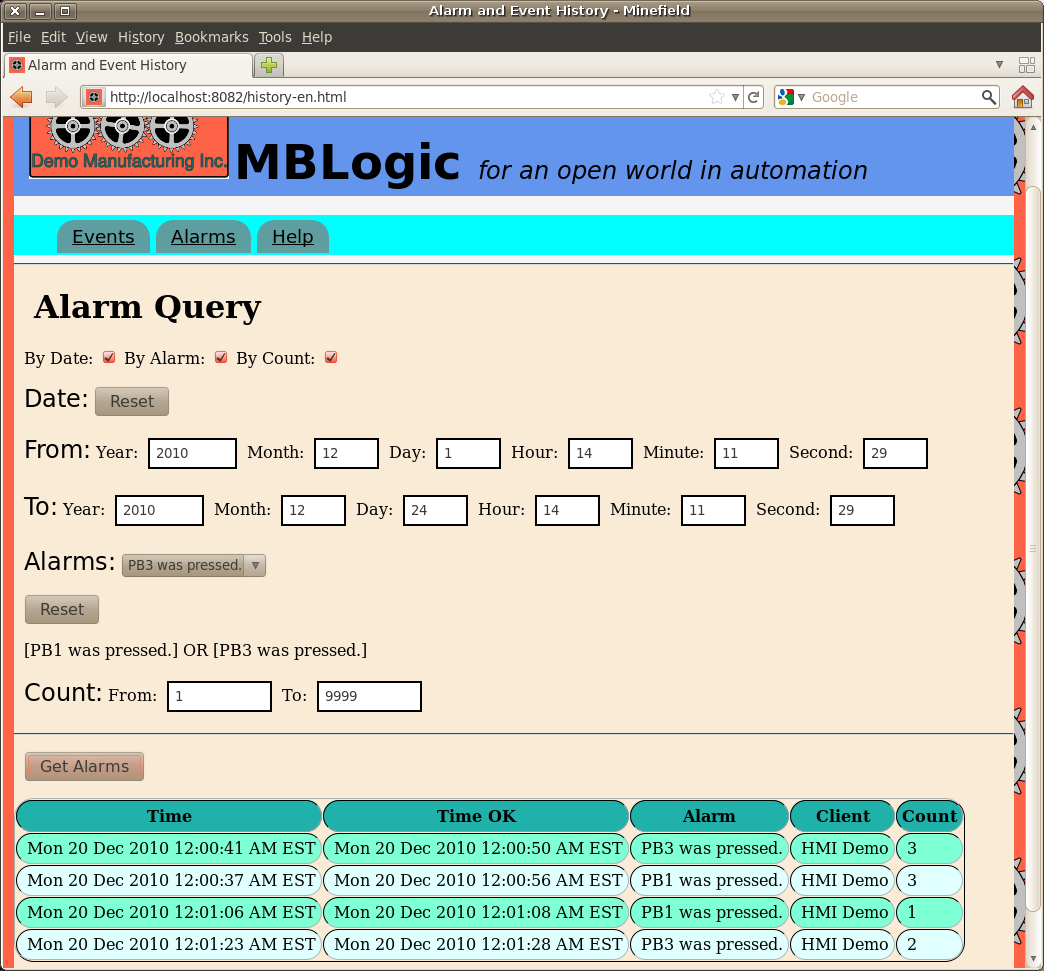 Alarm and Event History - Minefield
File Edit View History Bookmarks Tools Help
Alarm and Event History
http://localhost:8082/history-en.html Google
Demo Manufacturing Inc.
MBLogic for an open world in automation
Events Alarms Help
Alarm Query
By Date: By Alarm: By Count:
Date: Reset
From: Year: 2010 Month: 12 Day: 1 Hour: 14 Minute: 11 Second: 29
To: Year: 2010 Month: 12 Day: 24 Hour: 14 Minute: 11 Second: 29
Alarms: PB3 was pressed.
Reset
[PB1 was pressed.] OR [PB3 was pressed.]
Count: From: 1 To: 9999
Get Alarms
Time Time OK Alarm Client Count
Mon 20 Dec 2010 12:00:41 AM EST Mon 20 Dec 2010 12:00:50 AM EST PB3 was pressed. HMI Demo 3
Mon 20 Dec 2010 12:00:37 AM EST Mon 20 Dec 2010 12:00:56 AM EST PB1 was pressed. HMI Demo 3
Mon 20 Dec 2010 12:01:06 AM EST Mon 20 Dec 2010 12:01:08 AM EST PB1 was pressed. HMI Demo 1
Mon 20 Dec 2010 12:01:23 AM EST Mon 20 Dec 2010 12:01:28 AM EST PB3 was pressed. HMI Demo 2